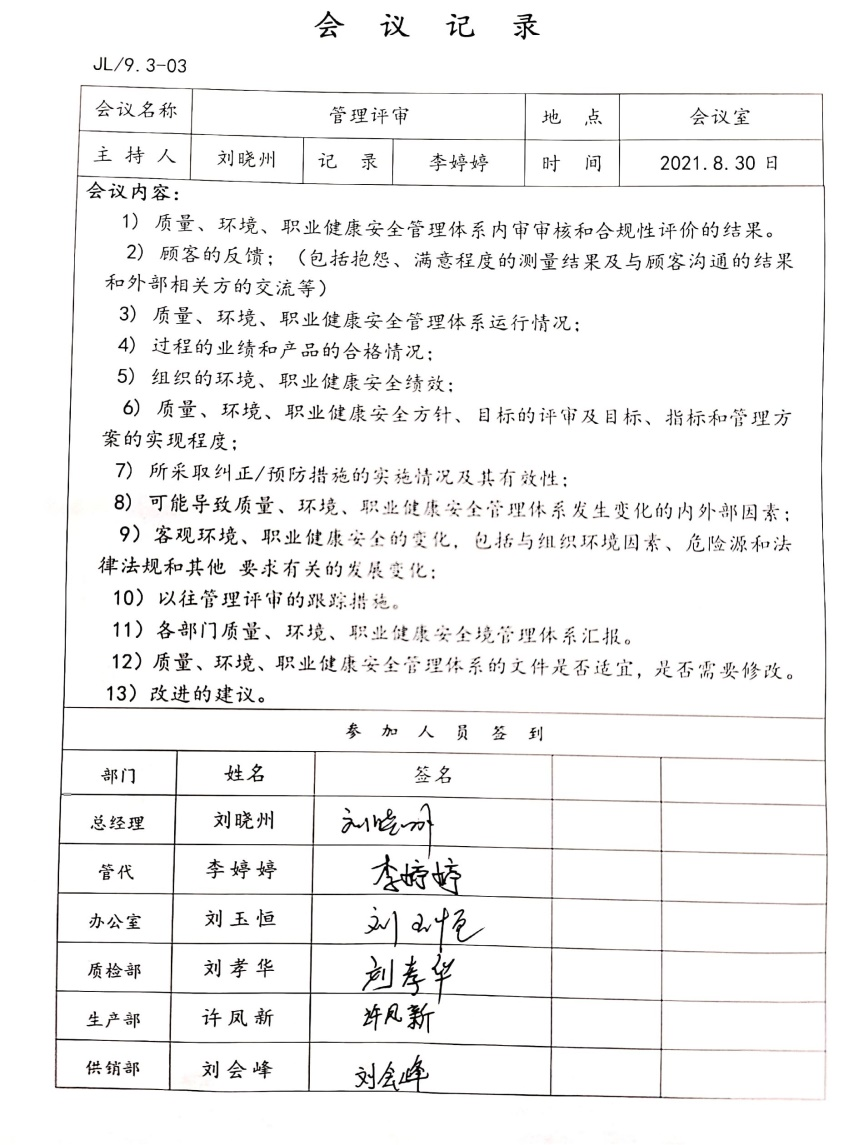 会 议 记 录
JL/9.3-03
会议名称 管理评审 地 点 会议室
主 持 人 刘晓州 记 录 李婷婷 时 间 2021.8.30日
会议内容：
1) 质量、环境、职业健康安全管理体系内审审核和合规性评价的结果。
2) 顾客的反馈；（包括抱怨、满意程度的测量结果及与顾客沟通的结果
和外部相关方的交流等）
3) 质量、环境、职业健康安全管理体系运行情况；
4) 过程的业绩和产品的合格情况；
5) 组织的环境、职业健康安全绩效；
6) 质量、环境、职业健康安全方针、目标的评审及目标、指标和管理方
案的实现程度；
7) 所采取纠正/预防措施的实施情况及其有效性；
8) 可能导致质量、环境、职业健康安全管理体系发生变化的内外部因素；
9) 客观环境、职业健康安全的变化，包括与组织环境因素、危险源和法
律法规和其他 要求有关的发展变化；
10) 以往管理评审的跟踪措施。
11) 各部门质量、环境、职业健康安全境管理体系汇报。
12) 质量、环境、职业健康安全管理体系的文件是否适宜，是否需要修改。
13) 改进的建议。
参 加 人 员 签 到
部门 姓名 签名
总经理 刘晓州 刘晓州
管代 李婷婷 李婷婷
办公室 刘玉恒 刘玉恒
质检部 刘孝华 刘孝华
生产部 许凤新 许凤新
供销部 刘会峰 刘会峰